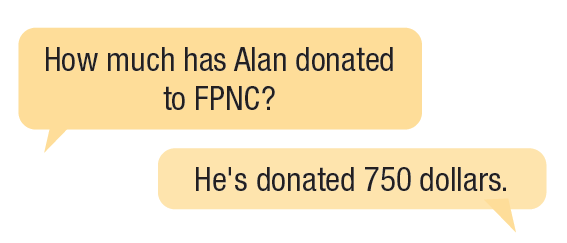 How much has Alan donated
to FPNC?
He's donated 750 dollars.